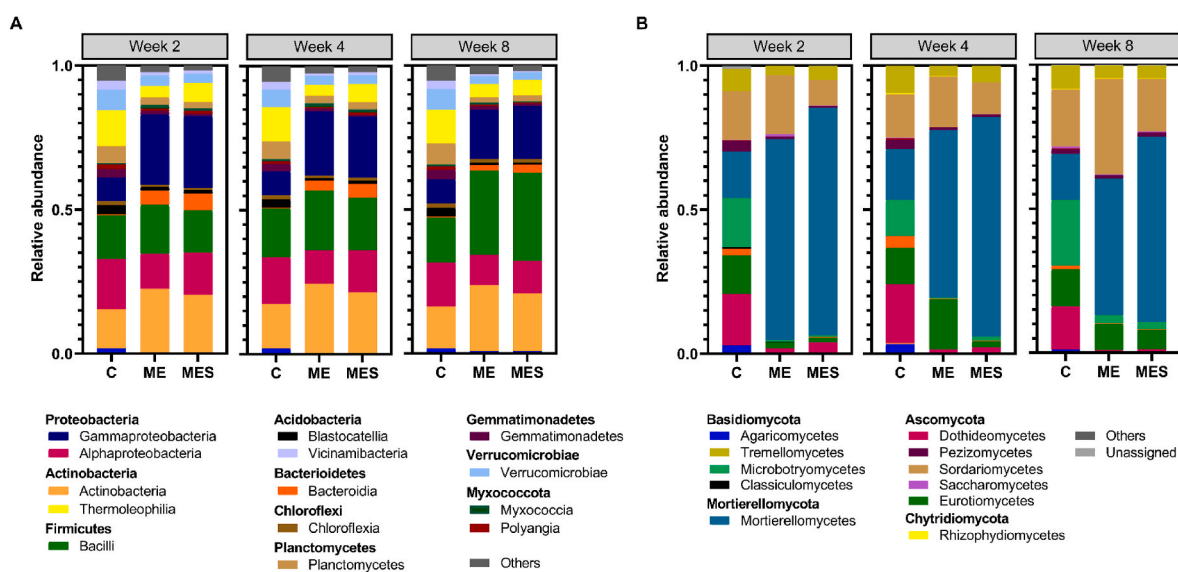 A
Week 2
Week 4
Week 8
Relative abundance
1.0
0.5
0.0
C ME MES
C ME MES
C ME MES
Proteobacteria
Gammaproteobacteria
Alphaproteobacteria
Actinobacteria
Actinobacteria
Thermoleophilia
Firmicutes
Bacilli
Acidobacteria
Blastocatellia
Vicinamibacteria
Bacterioidetes
Bacteroidia
Chloroflexi
Chloroflexia
Planctomycetes
Planctomycetes
Gemmatimonadetes
Gemmatimonadetes
Verrucomicrobiae
Verrucomicrobiae
Myxococcota
Myxococcia
Polyangia
Others
B
Week 2
Week 4
Week 8
Relative abundance
1.0
0.5
0.0
C ME MES
C ME MES
C ME MES
Basidiomycota
Agaricomycetes
Tremellomycetes
Microbotryomycetes
Classiculomycetes
Mortierellomycota
Mortierellomycetes
Ascomycota
Dothideomycetes
Pezizomycetes
Sordariomycetes
Saccharomycetes
Eurotiomycetes
Chytridiomycota
Rhizophydiomycetes
Others
Unassigned